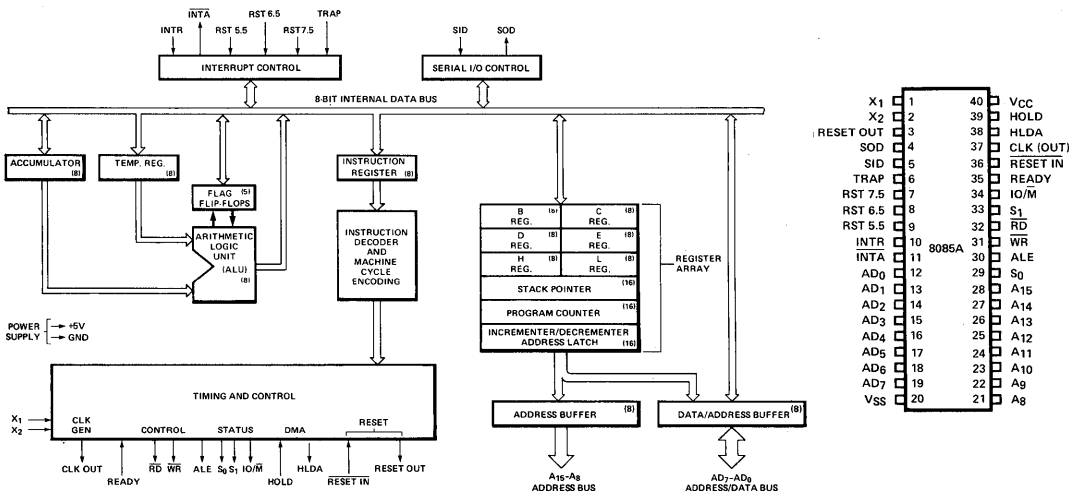 INTR
INTA
RST 5.5
RST 6.5
RST7.5
TRAP
INTERRUPT CONTROL
SID
SOD
SERIAL I/O CONTROL
8-BIT INTERNAL DATA BUS
ACCUMULATOR (8)
TEMP. REG. (8)
FLAG (5)
FLIP-FLOPS
ARITHMETIC
LOGIC
UNIT
(ALU)
(8)
INSTRUCTION
REGISTER (8)
INSTRUCTION
DECODER
AND
MACHINE
CYCLE
ENCODING
B (8) C (8)
REG. REG.
D (8) E (8)
REG. REG.
H (8) L (8)
REG. REG.
STACK POINTER (16)
PROGRAM COUNTER (16)
INCREMENTER/DECREMENTER
ADDRESS LATCH (16)
REGISTER
ARRAY
POWER
SUPPLY
+5V
GND
TIMING AND CONTROL
X1
X2
CLK
GEN
CONTROL
STATUS
DMA
RESET
CLK OUT
READY
RD
WR
ALE
S0
S1
IO/M
HOLD
HLDA
RESET IN
RESET OUT
ADDRESS BUFFER (8)
DATA/ADDRESS BUFFER (8)
A15-A8
ADDRESS BUS
AD7-AD0
ADDRESS/DATA BUS
X1 1 40 VCC
X2 2 39 HOLD
RESET OUT 3 38 HLDA
SOD 4 37 CLK (OUT)
SID 5 36 RESET IN
TRAP 6 35 READY
RST 7.5 7 34 IO/M
RST 6.5 8 33 S1
RST 5.5 9 32 RD
INTR 10 31 WR
INTA 11 30 ALE
AD0 12 29 S0
AD1 13 28 A15
AD2 14 27 A14
AD3 15 26 A13
AD4 16 25 A12
AD5 17 24 A11
AD6 18 23 A10
AD7 19 22 A9
VSS 20 21 A8
8085A